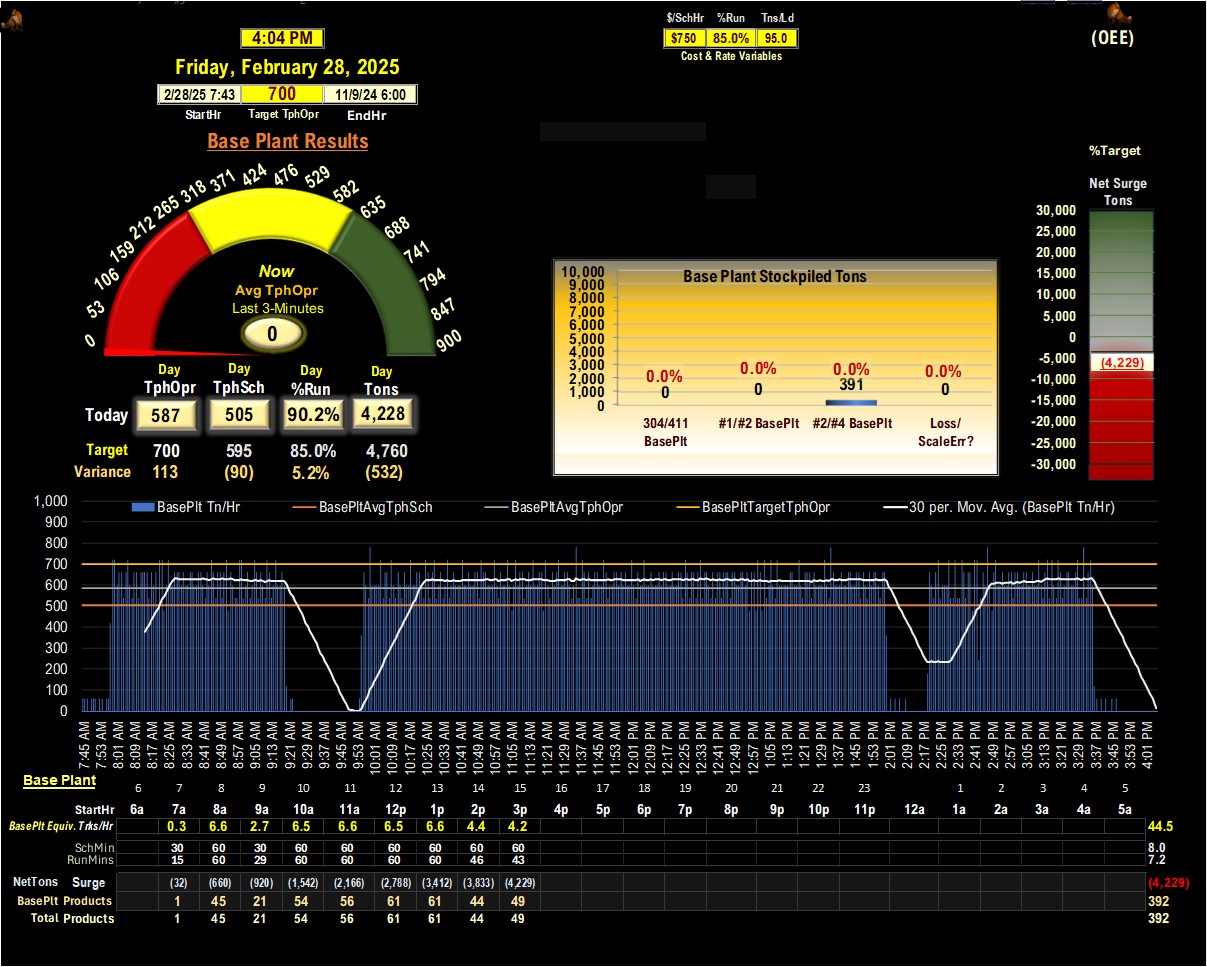 $/SchHr %Run Tns/Ld
$750 85.0% 95.0
Cost & Rate Variables
(OEE)
4:04 PM
Friday, February 28, 2025
2/28/25 7:43 700 11/9/24 6:00
StartHr Target TphOpr EndHr
Base Plant Results
0 53 106 159 212 265 318 371 424 476 529 582 635 688 741 794 847 900
Now
Avg TphOpr
Last 3-Minutes
0
Day Day Day Day
TphOpr TphSch %Run Tons
Today 587 505 90.2% 4,228
Target 700 595 85.0% 4,760
Variance 113 (90) 5.2% (532)
Base Plant Stockpiled Tons
10,000
9,000
8,000
7,000
6,000
5,000
4,000
3,000
2,000
1,000
0
0.0% 0.0% 0.0% 0.0%
0 0 391 0
304/411 BasePlt
#1/#2 BasePlt
#2/#4 BasePlt
Loss/ ScaleErr?
%Target
Net Surge
Tons
30,000
25,000
20,000
15,000
10,000
5,000
0
-5,000
-10,000
-15,000
-20,000
-25,000
-30,000
(4,229)
BasePlt Tn/Hr BasePltAvgTphSch BasePltAvgTphOpr BasePltTargetTphOpr 30 per. Mov. Avg. (BasePlt Tn/Hr)
1,000
900
800
700
600
500
400
300
200
100
0
7:45 AM 7:53 AM 8:01 AM 8:09 AM 8:17 AM 8:25 AM 8:33 AM 8:41 AM 8:49 AM 8:57 AM 9:05 AM 9:13 AM 9:21 AM 9:29 AM 9:37 AM 9:45 AM 9:53 AM 10:01 AM 10:09 AM 10:17 AM 10:25 AM 10:33 AM 10:41 AM 10:49 AM 10:57 AM 11:05 AM 11:13 AM 11:21 AM 11:29 AM 11:37 AM 11:45 AM 11:53 AM 12:01 PM 12:09 PM 12:17 PM 12:25 PM 12:33 PM 12:41 PM 12:49 PM 12:57 PM 1:05 PM 1:13 PM 1:21 PM 1:29 PM 1:37 PM 1:45 PM 1:53 PM 2:01 PM 2:09 PM 2:17 PM 2:25 PM 2:33 PM 2:41 PM 2:49 PM 2:57 PM 3:05 PM 3:13 PM 3:21 PM 3:29 PM 3:37 PM 3:45 PM 3:53 PM 4:01 PM
Base Plant
6 7 8 9 10 11 12 13 14 15 16 17 18 19 20 21 22 23 1 2 3 4 5
StartHr 6a 7a 8a 9a 10a 11a 12p 1p 2p 3p 4p 5p 6p 7p 8p 9p 10p 11p 12a 1a 2a 3a 4a 5a
BasePlt Equiv. Trks/Hr 0.3 6.6 2.7 6.5 6.6 6.5 6.6 4.4 4.2 44.5
SchMin 30 60 30 60 60 60 60 60 60 8.0
RunMins 15 60 29 60 60 60 60 46 43 7.2
NetTons Surge (32) (660) (920) (1,542) (2,166) (2,788) (3,412) (3,833) (4,229) (4,229)
BasePlt Products 1 45 21 54 56 61 61 44 49 392
Total Products 1 45 21 54 56 61 61 44 49 392